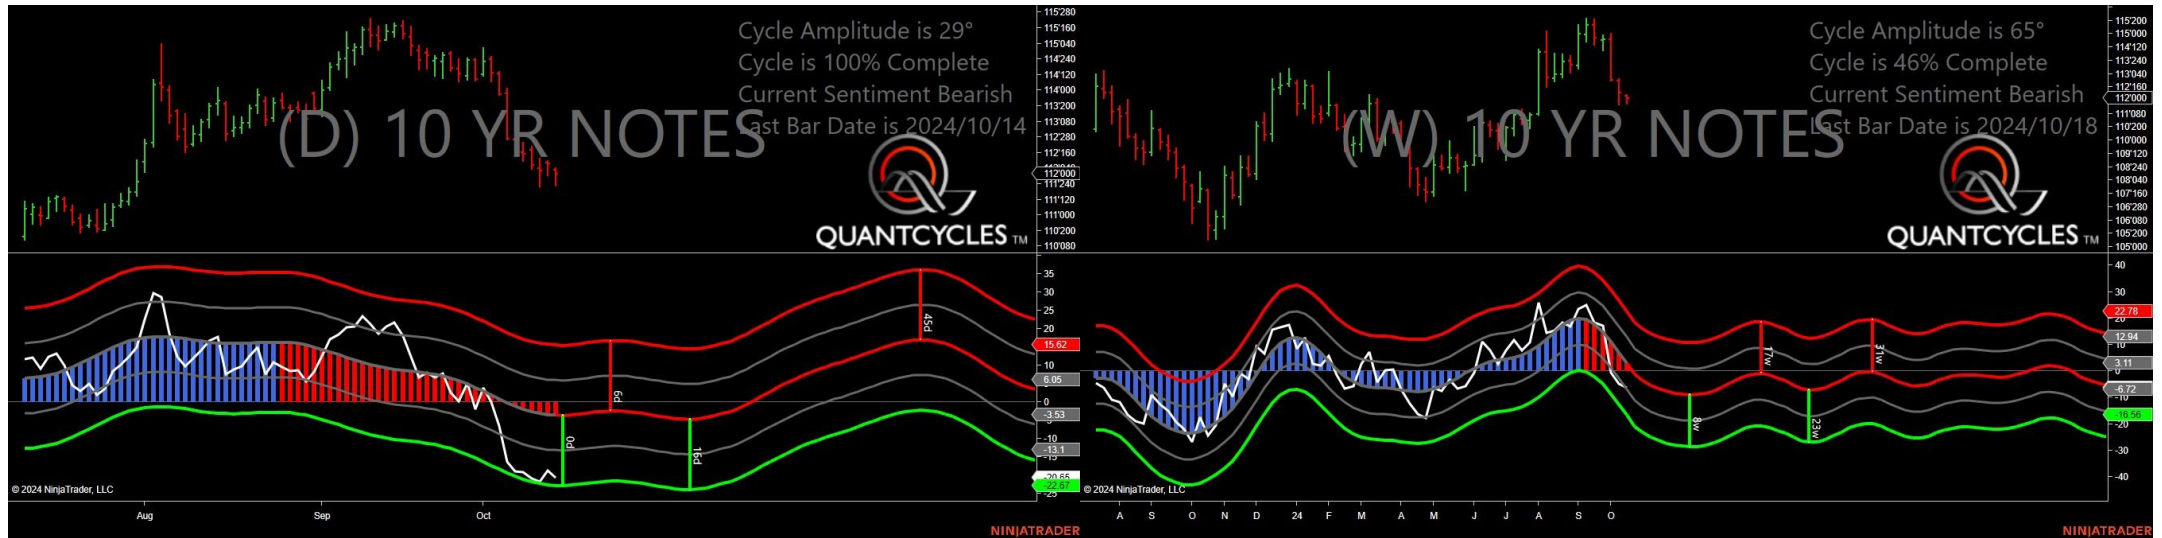 Cycle Amplitude is 29°
Cycle is 100% Complete
Current Sentiment Bearish
Last Bar Date is 2024/10/14
(D) 10 YR NOTES
QUANTCYCLES TM
115'280
115'160
115'040
114'240
114'120
114'000
113'200
113'080
112'280
112'160
112'000
111'240
111'120
111'000
110'200
110'080
35
30
25
20
15.62
10
6.05
0
-3.53
-10
-13.1
-15
-20.65
-22.67
-25
6d
45d
0d
16d
© 2024 NinjaTrader, LLC
Aug
Sep
Oct
NINJATRADER
Cycle Amplitude is 65°
Cycle is 46% Complete
Current Sentiment Bearish
Last Bar Date is 2024/10/18
(W) 10 YR NOTES
QUANTCYCLES TM
115'200
115'000
114'120
113'240
113'040
112'160
112'000
111'080
110'200
110'000
109'120
108'240
108'040
107'160
106'280
106'080
105'200
105'000
40
30
22.78
20
12.94
10
3.11
0
-6.72
-10
-16.56
-20
-30
-40
17w
31w
8w
23w
© 2024 NinjaTrader, LLC
A
S
O
N
D
24
F
M
A
M
J
J
A
S
O
NINJATRADER